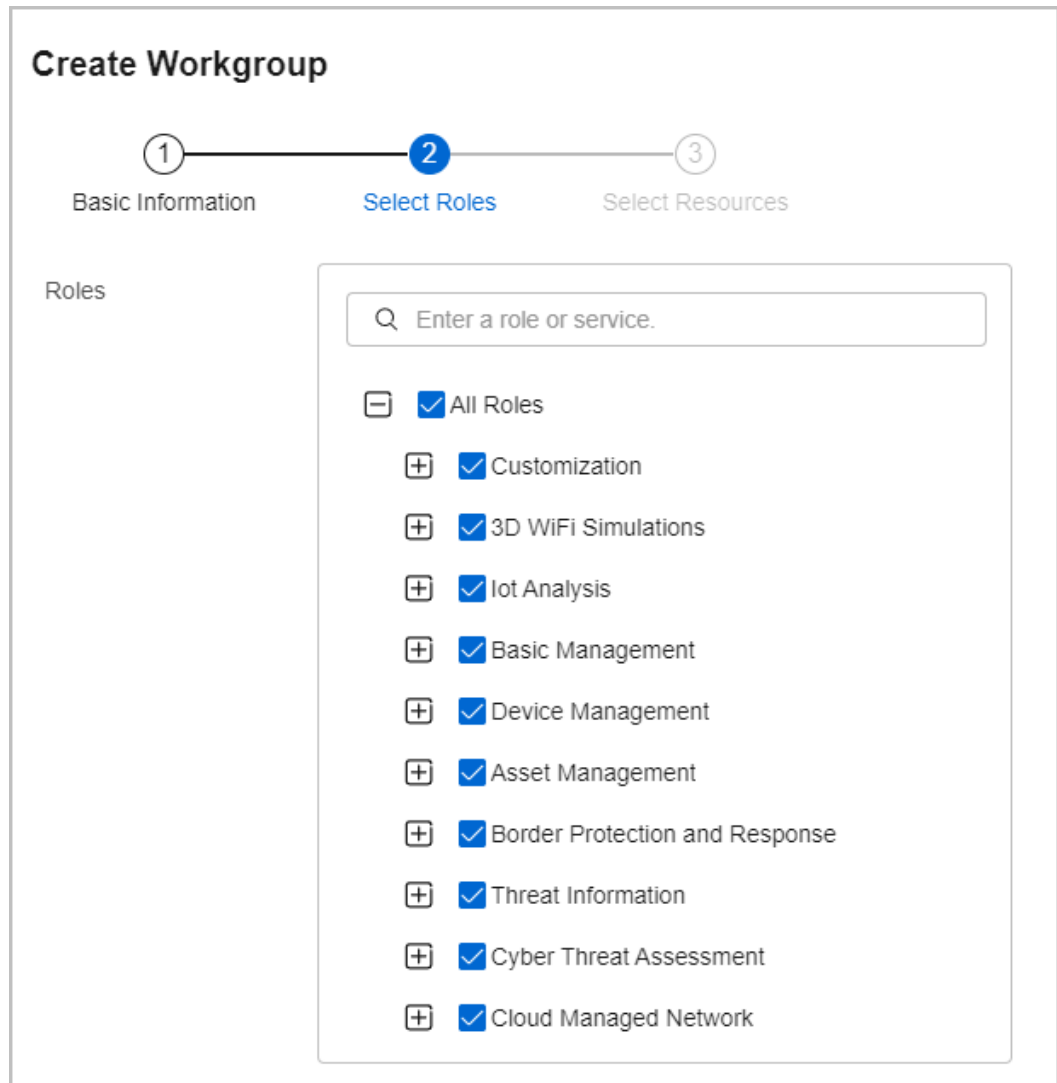 Create Workgroup
1
2
3
Basic Information
Select Roles
Select Resources
Roles
Enter a role or service.
All Roles
Customization
3D WiFi Simulations
Iot Analysis
Basic Management
Device Management
Asset Management
Border Protection and Response
Threat Information
Cyber Threat Assessment
Cloud Managed Network